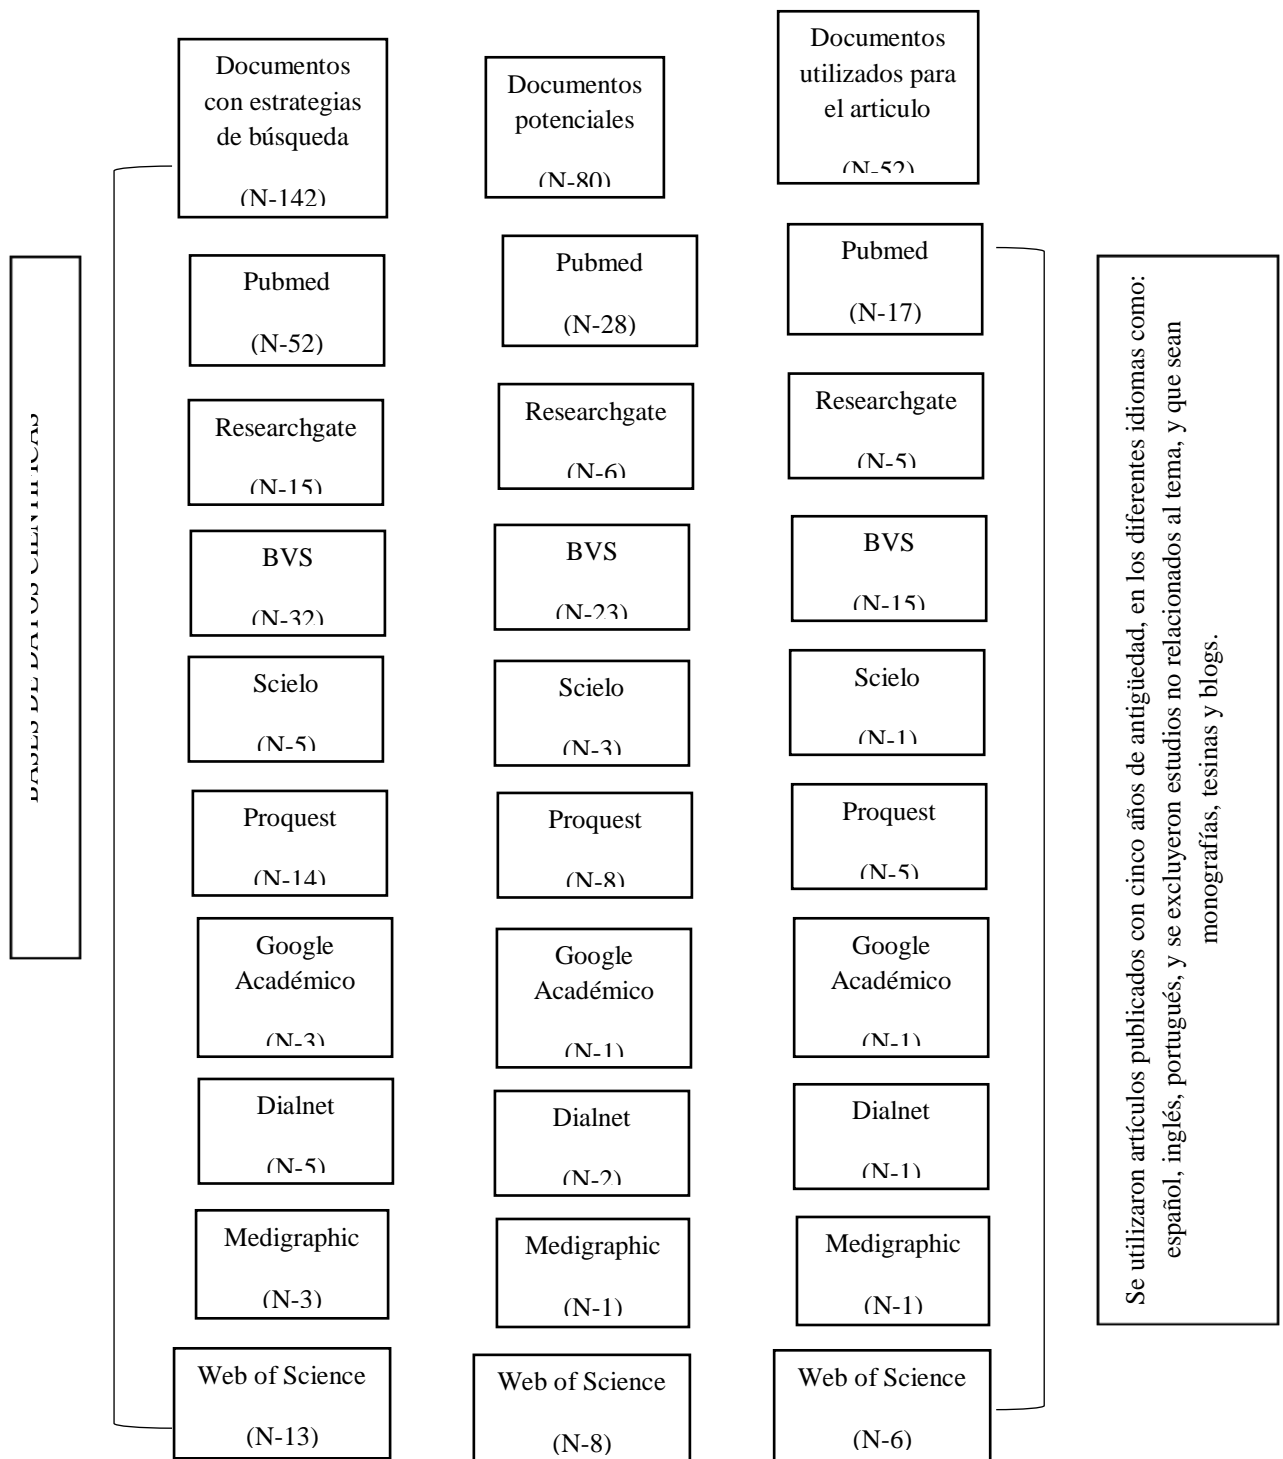 Documentos
con estrategias
de búsqueda
(N-142)
Documentos
potenciales
(N-80)
Documentos
utilizados para
el articulo
(N-52)
BASES DE DATOS CIENTIFICAS
Pubmed
(N-52)
Pubmed
(N-28)
Pubmed
(N-17)
Researchgate
(N-15)
Researchgate
(N-6)
Researchgate
(N-5)
BVS
(N-32)
BVS
(N-23)
BVS
(N-15)
Scielo
(N-5)
Scielo
(N-3)
Scielo
(N-1)
Proquest
(N-14)
Proquest
(N-8)
Proquest
(N-5)
Google
Académico
(N-3)
Google
Académico
(N-1)
Google
Académico
(N-1)
Dialnet
(N-5)
Dialnet
(N-2)
Dialnet
(N-1)
Medigraphic
(N-3)
Medigraphic
(N-1)
Medigraphic
(N-1)
Web of Science
(N-13)
Web of Science
(N-8)
Web of Science
(N-6)
Se utilizaron artículos publicados con cinco años de antigüedad, en los diferentes idiomas como:
español, inglés, portugués, y se excluyeron estudios no relacionados al tema, y que sean
monografías, tesinas y blogs.